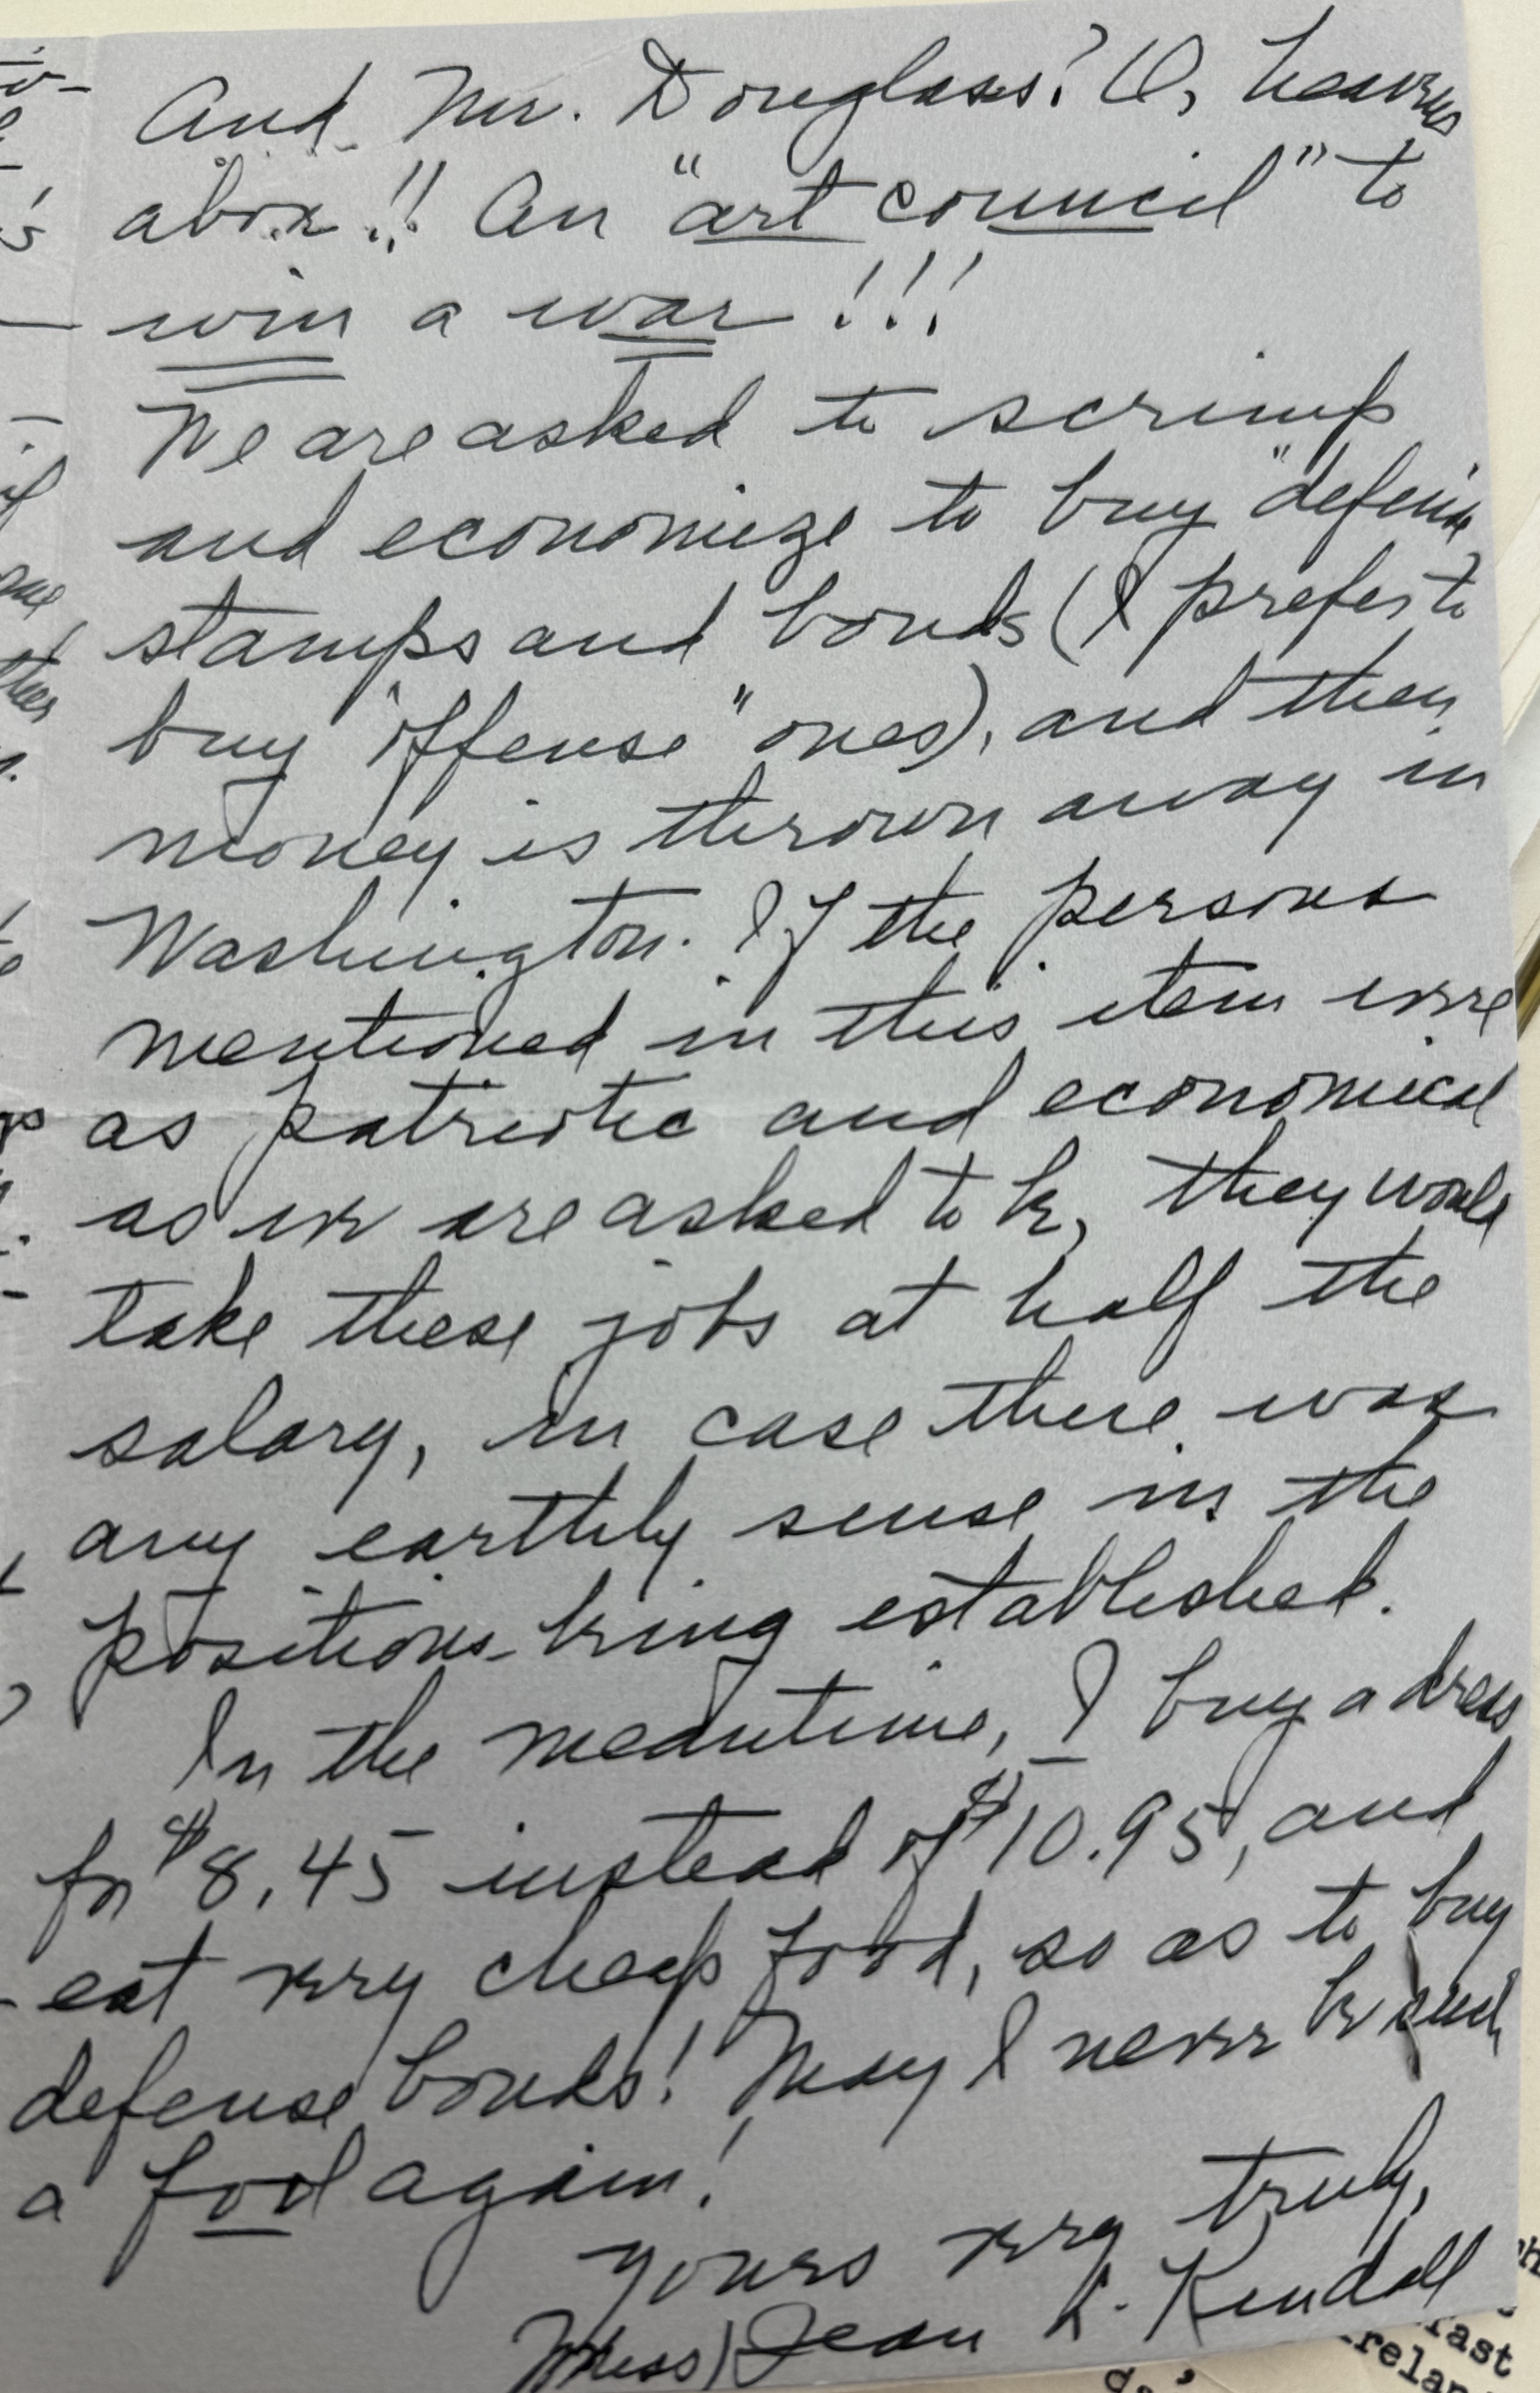 And Mr. Douglass? O, heavens
above!! An "art council" to
win a war!!!
We are asked to scrimp
and economize to buy "defense"
stamps and bonds (I prefer to
buy "offense" ones), and then
money is thrown away in
Washington. If the persons
mentioned in this item were
as patriotic and economical
as we are asked to be, they would
take these jobs at half the
salary, in case there was
any earthly sense in the
positions being established.
In the meantime, I buy a dress
for $8.45 instead of $10.95, and
eat very cheap food, so as to buy
defense bonds! May I never be such
a fool again!
Yours very truly,
(Miss) Jean L. Kendall